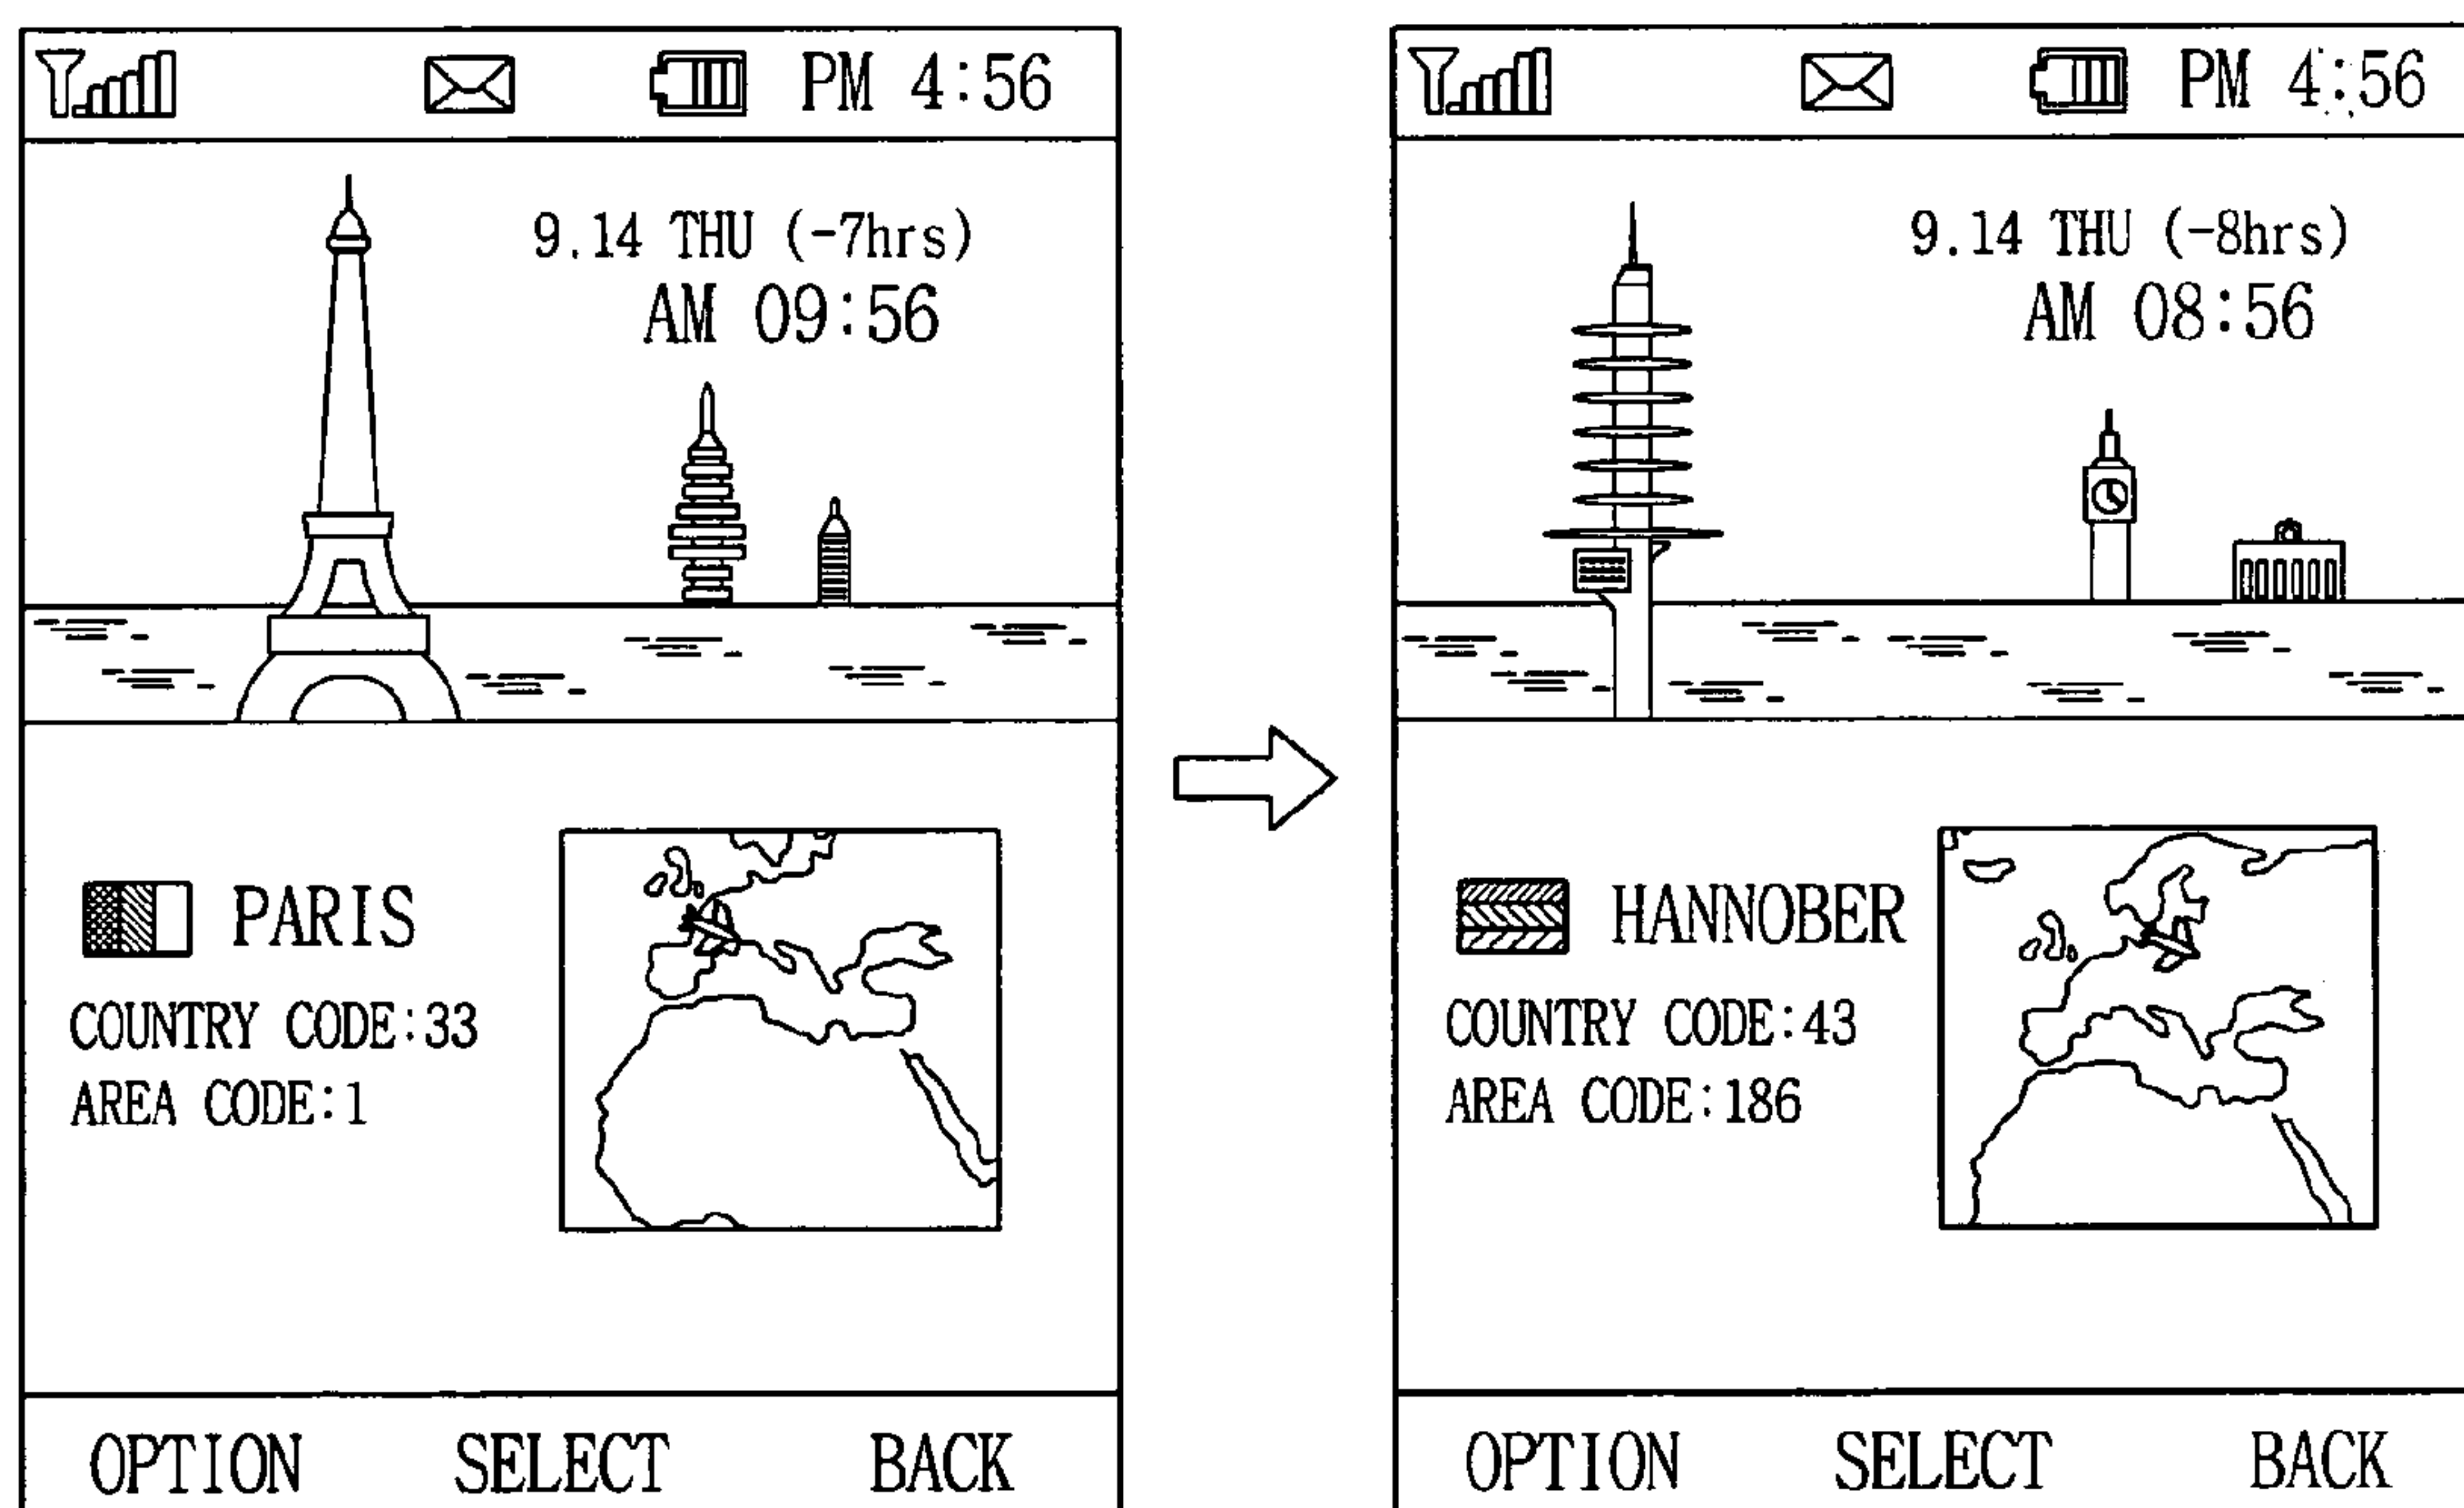 PM 4:56
9.14 THU (-7hrs)
AM 09:56
PARIS
COUNTRY CODE:33
AREA CODE:1
OPTION SELECT BACK
PM 4:56
9.14 THU (-8hrs)
AM 08:56
HANNOBER
COUNTRY CODE:43
AREA CODE:186
OPTION SELECT BACK